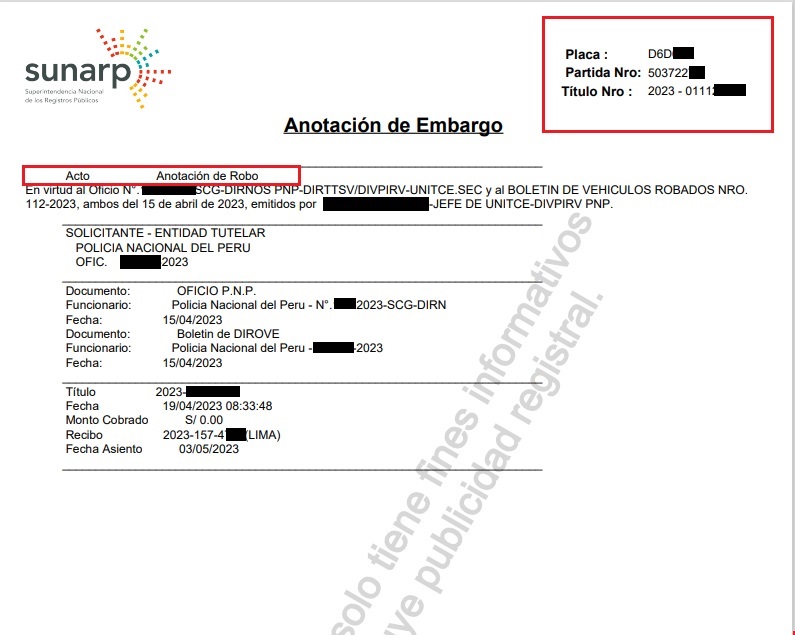 sunarp
Superintendencia Nacional
de los Registros Públicos
Placa : D6D
Partida Nro: 503722
Título Nro : 2023 - 0111
Anotación de Embargo
Acto Anotación de Robo
En virtud al Oficio N°. SCG-DIRNOS PNP-DIRTTSV/DIVPIRV-UNITCE.SEC y al BOLETIN DE VEHICULOS ROBADOS NRO.
112-2023, ambos del 15 de abril de 2023, emitidos por -JEFE DE UNITCE-DIVPIRV PNP.
SOLICITANTE - ENTIDAD TUTELAR
POLICIA NACIONAL DEL PERU
OFIC. 2023
Documento: OFICIO P.N.P.
Funcionario: Policia Nacional del Peru - N°. 2023-SCG-DIRN
Fecha: 15/04/2023
Documento: Boletin de DIROVE
Funcionario: Policia Nacional del Peru - -2023
Fecha: 15/04/2023
Título 2023-
Fecha 19/04/2023 08:33:48
Monto Cobrado S/ 0.00
Recibo 2023-157-4 (LIMA)
Fecha Asiento 03/05/2023
solo tiene fines informativos
uye publicidad registral.